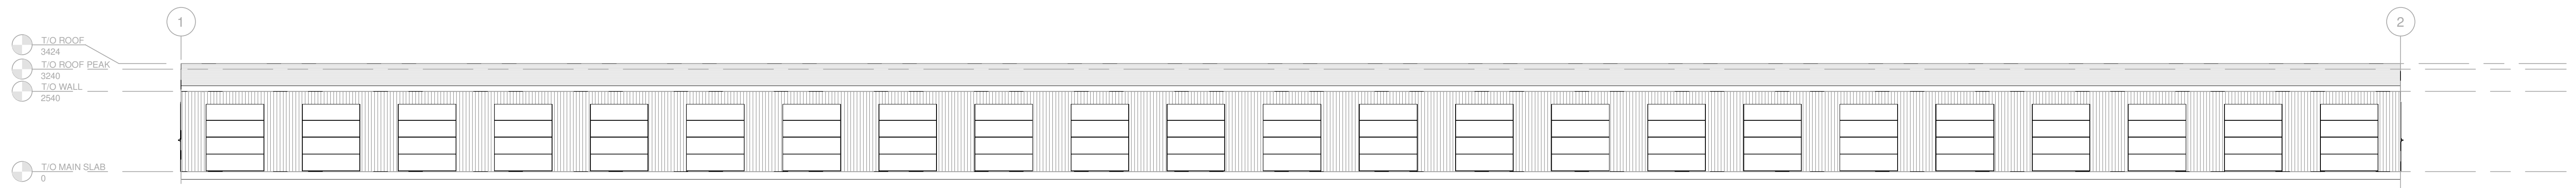 1
2
T/O ROOF
3424
T/O ROOF PEAK
3240
T/O WALL
2540
T/O MAIN SLAB
0